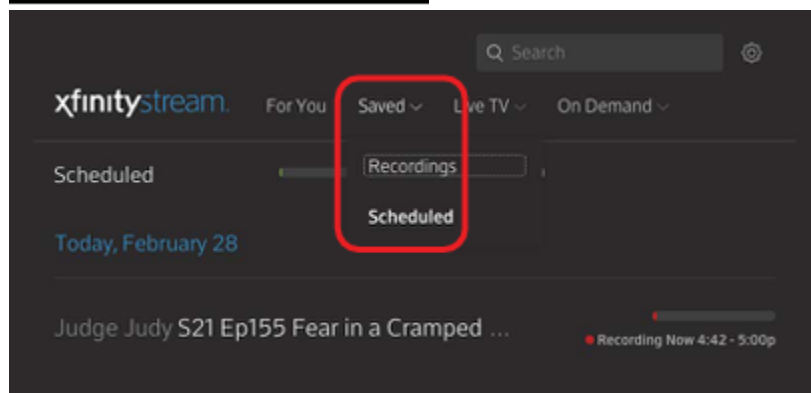 Search
xfinitystream. For You Saved Live TV On Demand
Recordings
Scheduled
Scheduled
Today, February 28
Judge Judy S21 Ep155 Fear in a Cramped ...
Recording Now 4:42 - 5:00p